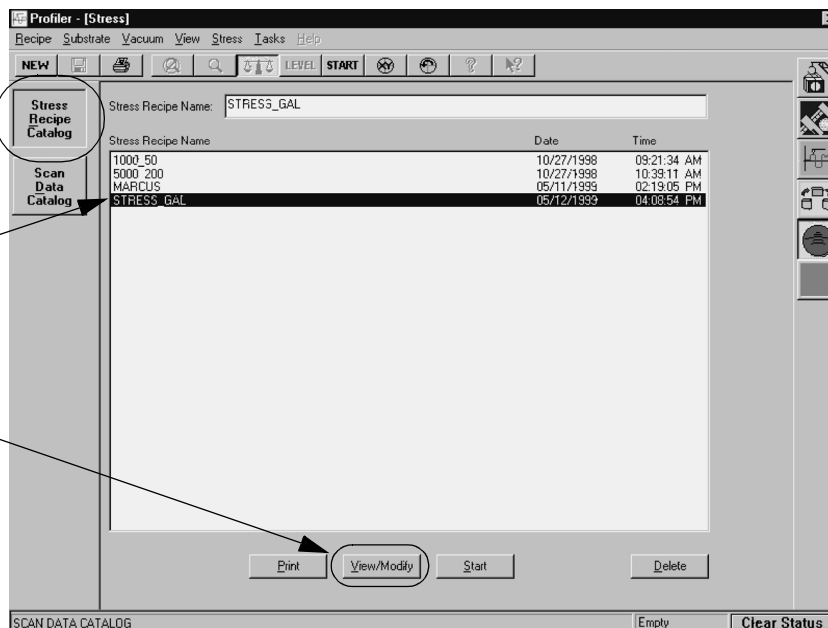 Profiler - [Stress]
Recipe Substrate Vacuum View Stress Tasks Help
NEW LEVEL START XY ? ?
Stress
Recipe
Catalog
Scan
Data
Catalog
Stress Recipe Name: STRESS_GAL
Stress Recipe Name Date Time
1000_50 10/27/1998 09:21:34 AM
5000_200 10/27/1998 10:39:11 AM
MARCUS 05/11/1999 02:19:05 PM
STRESS_GAL 05/12/1999 04:08:54 PM
Print View/Modify Start Delete
SCAN DATA CATALOG Empty Clear Status